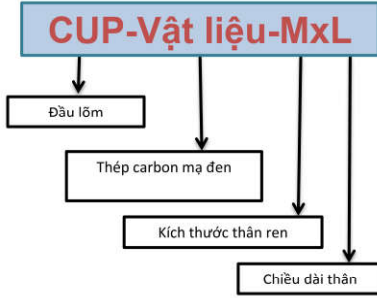 CUP-Vật liệu-MxL
Đầu lõm
Thép carbon mạ đen
Kích thước thân ren
Chiều dài thân